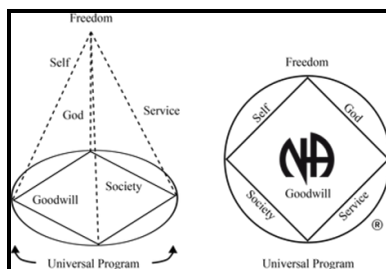 Freedom
Self
God
Service
Goodwill
Society
Universal Program
Freedom
Self
God
NA
Goodwill
Society
Service
®
Universal Program